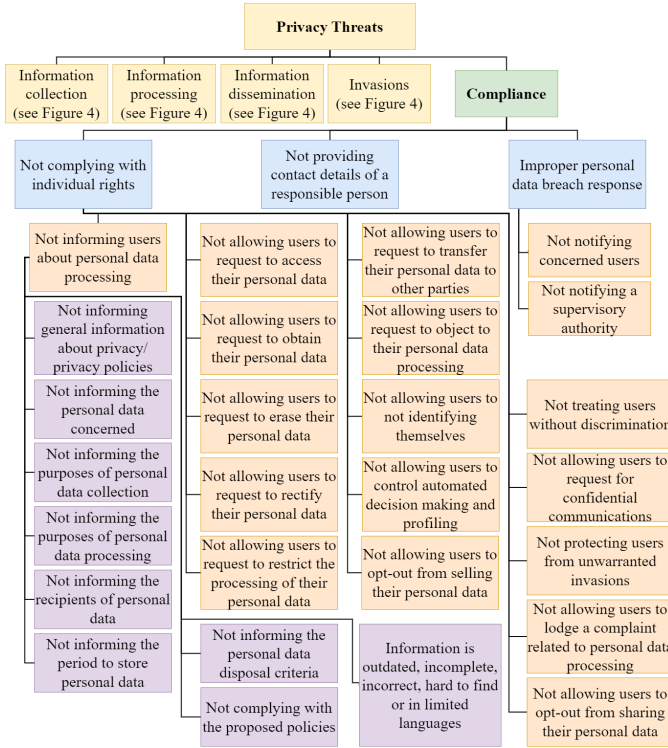 Privacy Threats
Information
collection
(see Figure 4)
Information
processing
(see Figure 4)
Information
dissemination
(see Figure 4)
Invasions
(see Figure 4)
Compliance
Not complying with
individual rights
Not providing
contact details of a
responsible person
Improper personal
data breach response
Not informing users
about personal data
processing
Not informing
general information
about privacy/
privacy policies
Not informing the
personal data
concerned
Not informing the
purposes of personal
data collection
Not informing the
purposes of personal
data processing
Not informing the
recipients of personal
data
Not informing the
period to store
personal data
Not allowing users to
request to access
their personal data
Not allowing users to
request to obtain
their personal data
Not allowing users to
request to erase their
personal data
Not allowing users to
request to rectify
their personal data
Not allowing users to
request to restrict the
processing of their
personal data
Not informing the
personal data
disposal criteria
Not complying with
the proposed policies
Not allowing users to
request to transfer
their personal data to
other parties
Not allowing users to
request to object to
their personal data
processing
Not allowing users to
not identifying
themselves
Not allowing users to
control automated
decision making and
profiling
Not allowing users to
opt-out from selling
their personal data
Information is
outdated, incomplete,
incorrect, hard to find
or in limited
languages
Not notifying
concerned users
Not notifying a
supervisory
authority
Not treating users
without discrimination
Not allowing users to
request for
confidential
communications
Not protecting users
from unwarranted
invasions
Not allowing users to
lodge a complaint
related to personal data
processing
Not allowing users to
opt-out from sharing
their personal data